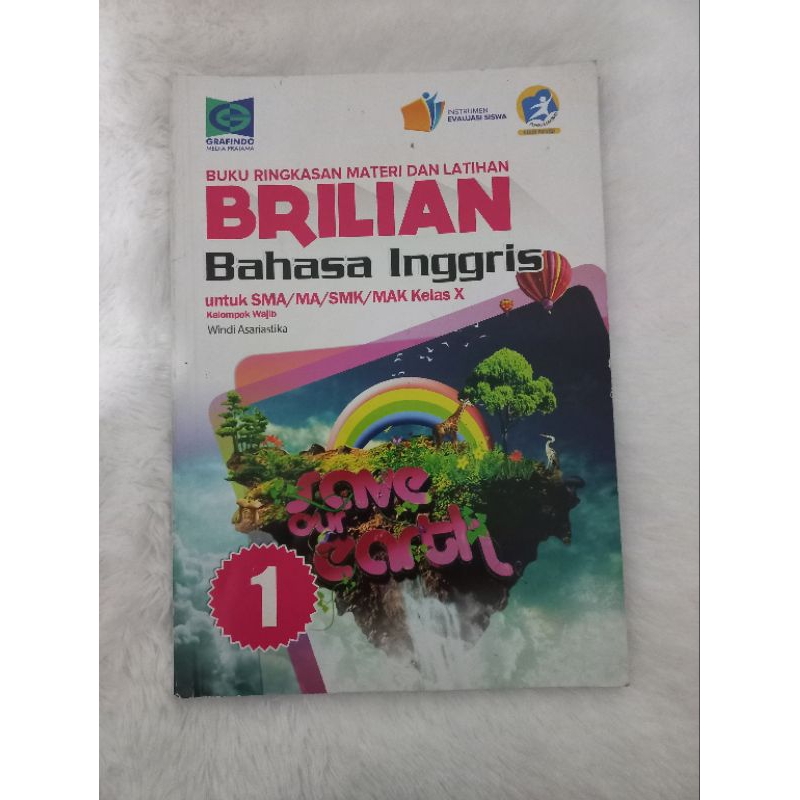 GRAFINDO
MEDIA PRATAMA
INSTRUMEN
EVALUASI SISWA
BUKU RINGKASAN MATERI DAN LATIHAN
BRILIAN
Bahasa Inggris
untuk SMA/MA/SMK/MAK Kelas X
Kelompok Wajib
Windi Asariastika
save
our
earth
1